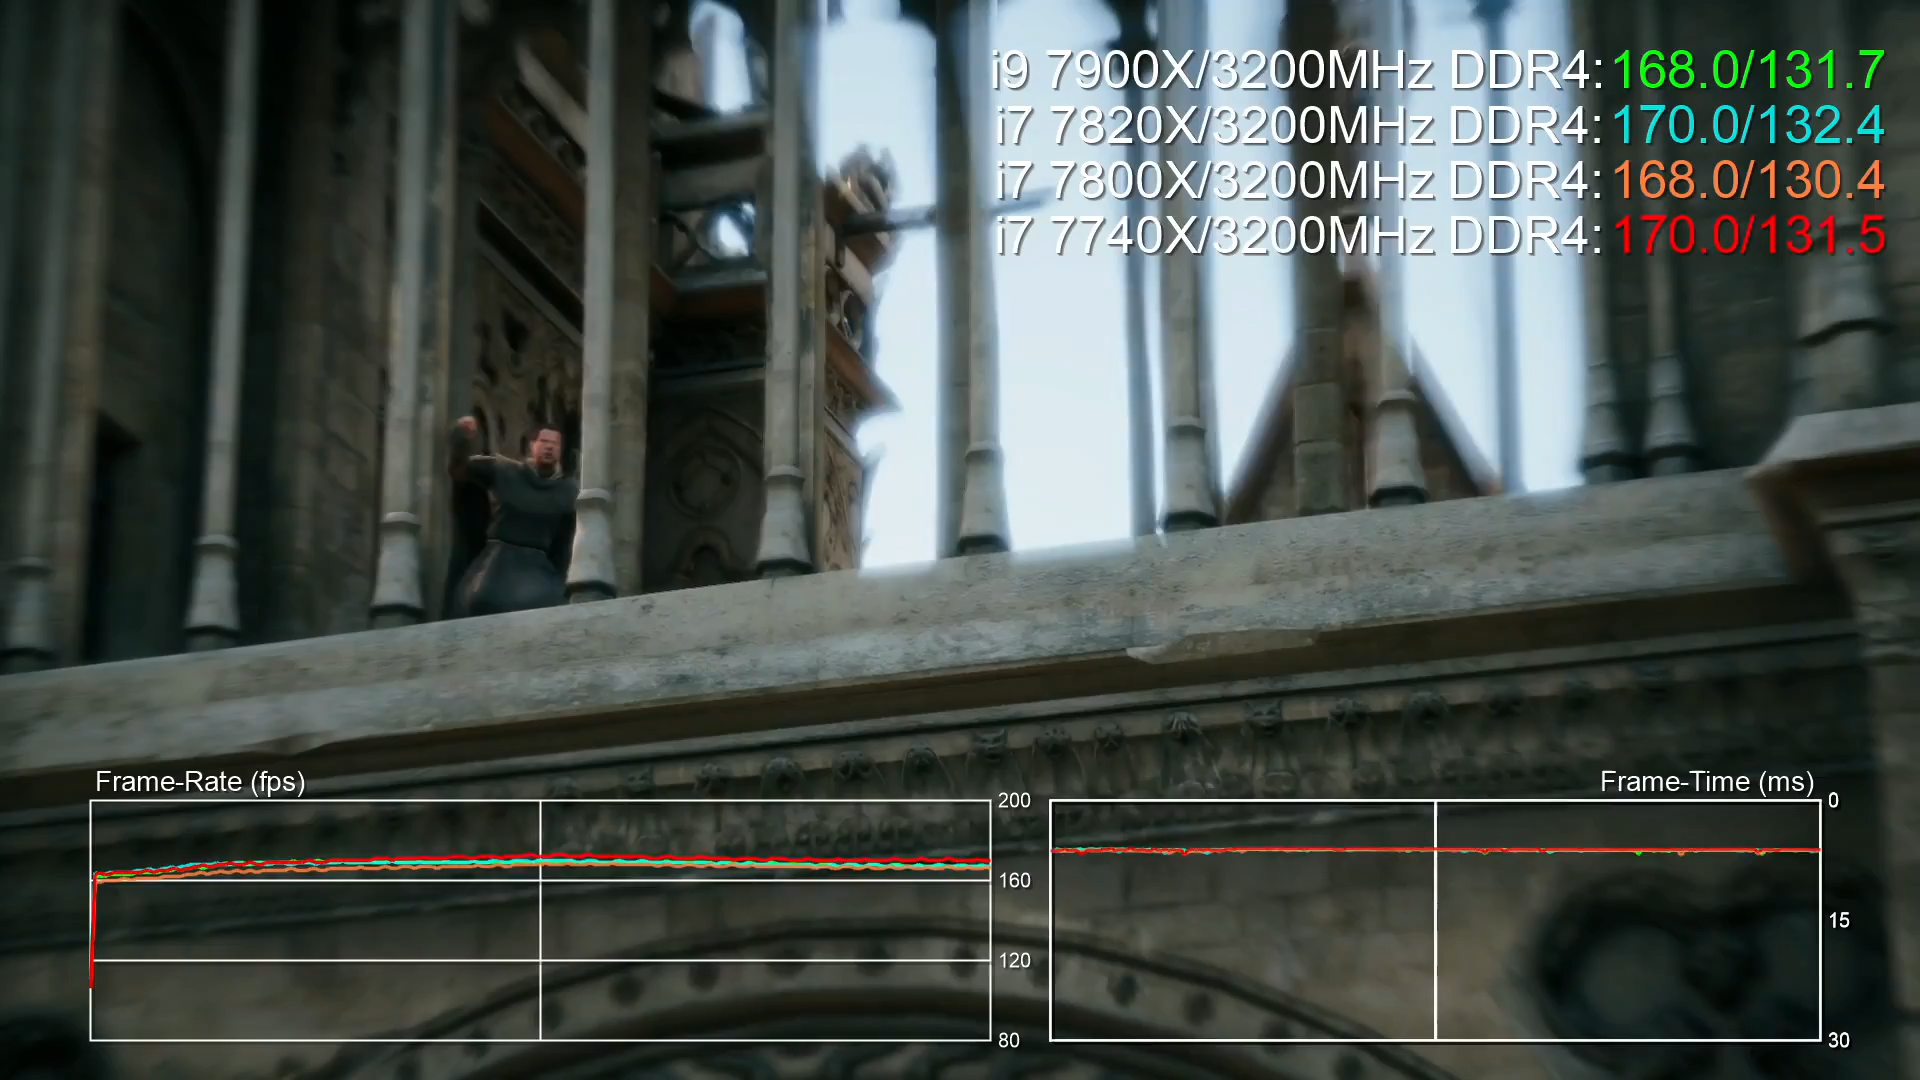 i9 7900X/3200MHz DDR4: 168.0/131.7
i7 7820X/3200MHz DDR4: 170.0/132.4
i7 7800X/3200MHz DDR4: 168.0/130.4
i7 7740X/3200MHz DDR4: 170.0/131.5
Frame-Rate (fps)
200
160
120
80
Frame-Time (ms)
0
15
30